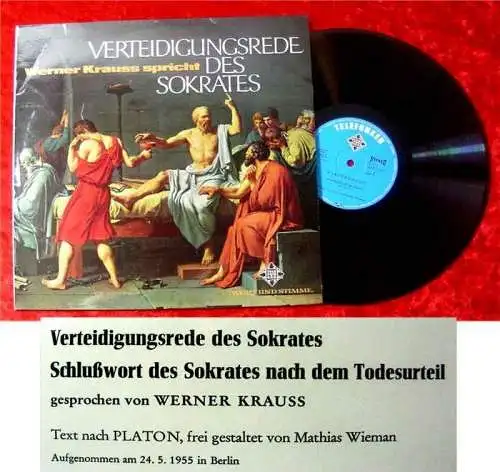 VERTEIDIGUNGSREDE
Werner Krauss spricht DES
SOKRATES
TELEFUNKEN
WORT UND STIMME
Verteidigungsrede des Sokrates
Schlußwort des Sokrates nach dem Todesurteil
gesprochen von WERNER KRAUSS
Text nach PLATON, frei gestaltet von Mathias Wieman
Aufgenommen am 24. 5. 1955 in Berlin